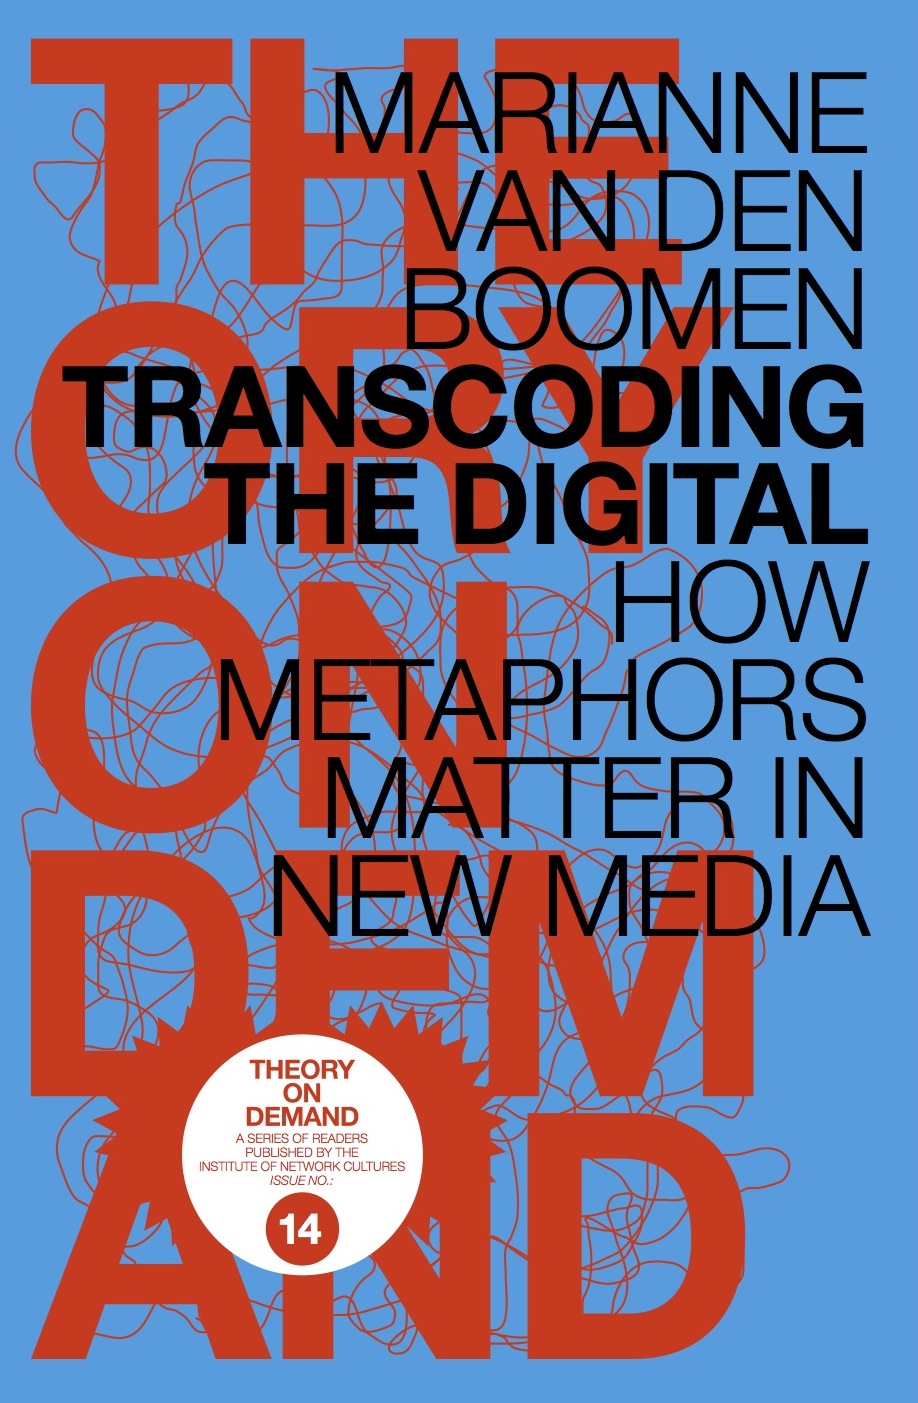 THE
ORY
ON
DEM
AND
MARIANNE
VAN DEN
BOOMEN
TRANSCODING
THE DIGITAL
HOW
METAPHORS
MATTER IN
NEW MEDIA
THEORY
ON
DEMAND
A SERIES OF READERS
PUBLISHED BY THE
INSTITUTE OF NETWORK CULTURES
ISSUE NO.:
14